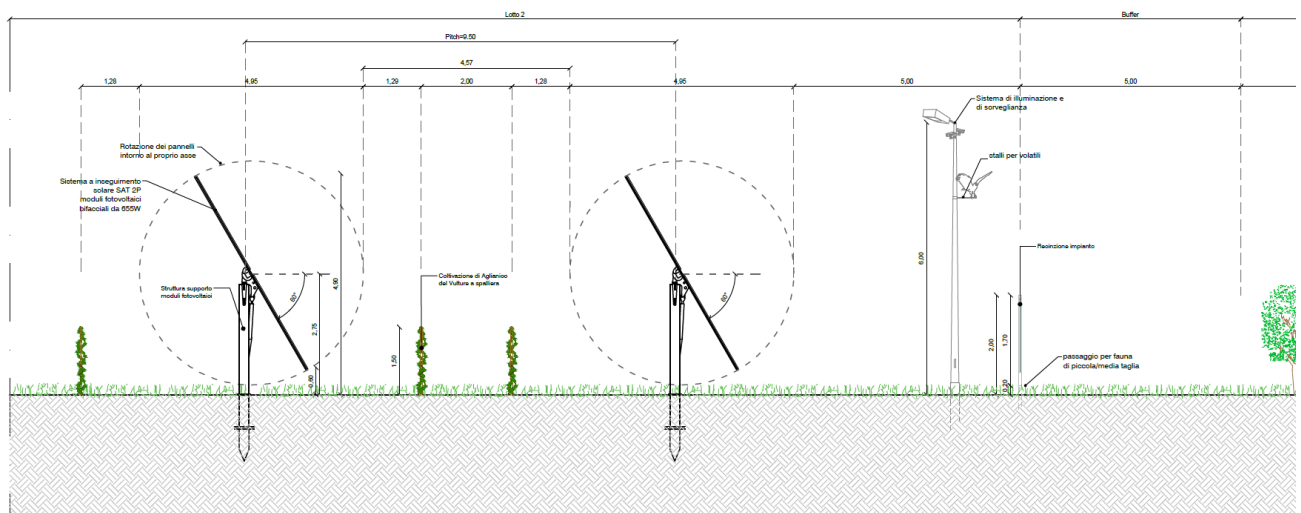 Lotto 2
Buffer
Pitch=9.50
4,57
1,28
4,95
1,29
2,00
1,28
4,95
5,00
5,00
Sistema di illuminazione e
di sorveglianza
Rotazione dei pannelli
intorno al proprio asse
stalli per volatili
Sistema a inseguimento
solare SAT 2P
moduli fotovoltaici
bifacciali da 655W
Recinzione impianto
6,00
Coltivazione di Aglianico
del Vulture a spalliera
Struttura supporto
moduli fotovoltaici
4,90
60°
60°
2,75
0,60
1,50
2,00
1,70
0,20
passaggio per fauna
di piccola/media taglia